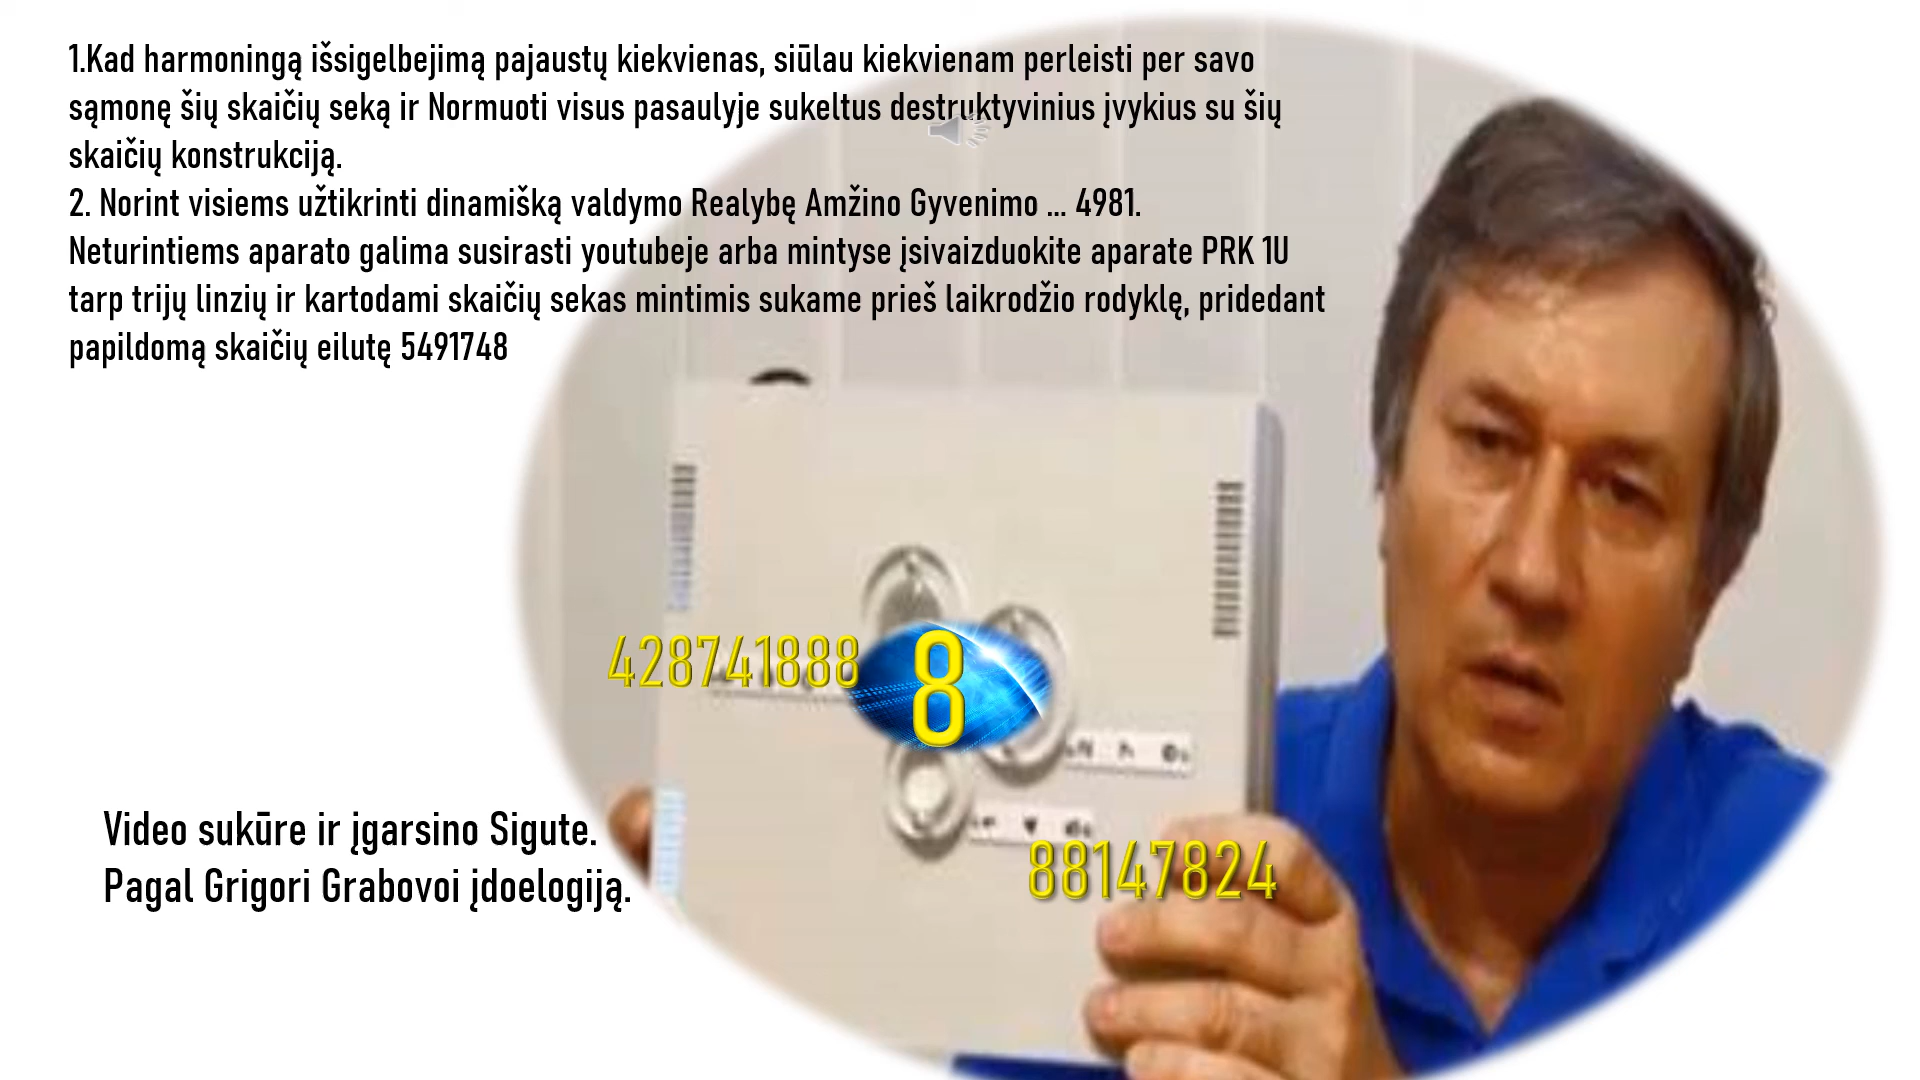 1.Kad harmoningą išsigelbejimą pajaustų kiekvienas, siūlau kiekvienam perleisti per savo
sąmonę šių skaičių seką ir Normuoti visus pasaulyje sukeltus destruktyvinius įvykius su šių
skaičių konstrukciją.
2. Norint visiems užtikrinti dinamišką valdymo Realybę Amžino Gyvenimo ... 4981.
Neturintiems aparato galima susirasti youtubeje arba mintyse įsivaizduokite aparate PRK 1U
tarp trijų linzių ir kartodami skaičių sekas mintimis sukame prieš laikrodžio rodyklę, pridedant
papildomą skaičių eilutę 5491748
428741888
8
88147824
Video sukūre ir įgarsino Sigute.
Pagal Grigori Grabovoi įdoelogiją.